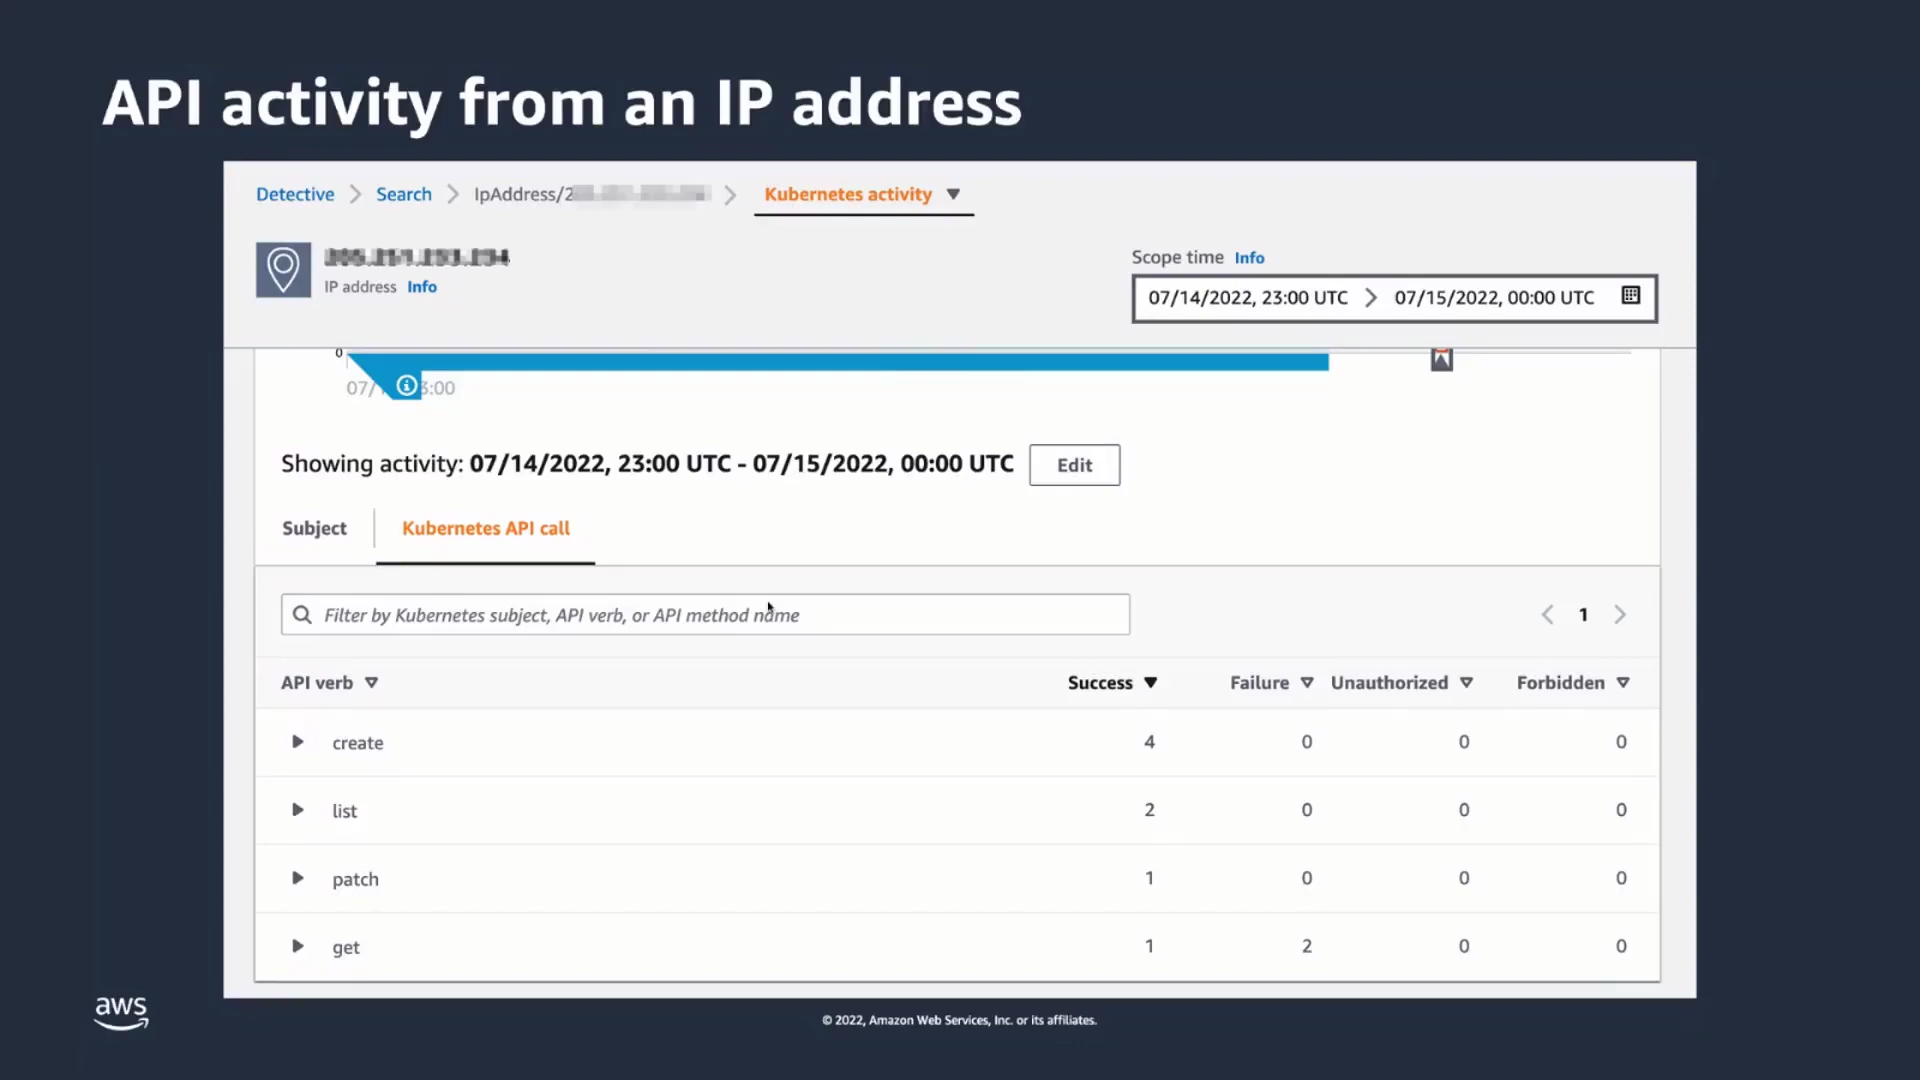 API activity from an IP address
Detective Search IpAddress/2 Kubernetes activity
IP address Info
Scope time Info
07/14/2022, 23:00 UTC 07/15/2022, 00:00 UTC
0
07/1 3:00
Showing activity: 07/14/2022, 23:00 UTC - 07/15/2022, 00:00 UTC Edit
Subject Kubernetes API call
Filter by Kubernetes subject, API verb, or API method name 1
API verb Success Failure Unauthorized Forbidden
create 4 0 0 0
list 2 0 0 0
patch 1 0 0 0
get 1 2 0 0
aws
© 2022, Amazon Web Services, Inc. or its affiliates.